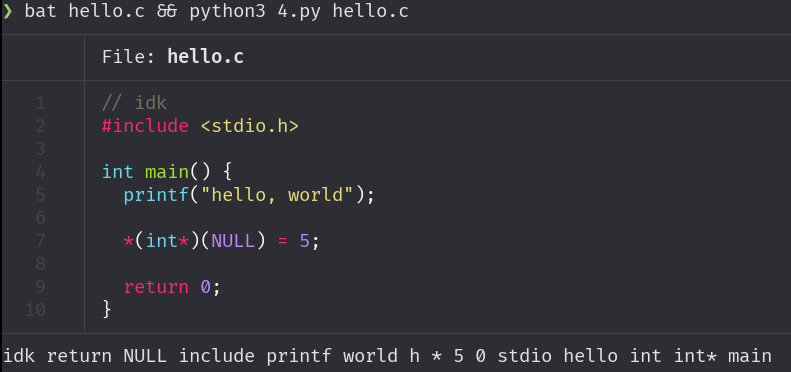 ❯ bat hello.c && python3 4.py hello.c
File: hello.c
1 // idk
2 #include <stdio.h>
3
4 int main() {
5   printf("hello, world");
6
7   *(int*)(NULL) = 5;
8
9   return 0;
10 }
idk return NULL include printf world h * 5 0 stdio hello int int* main